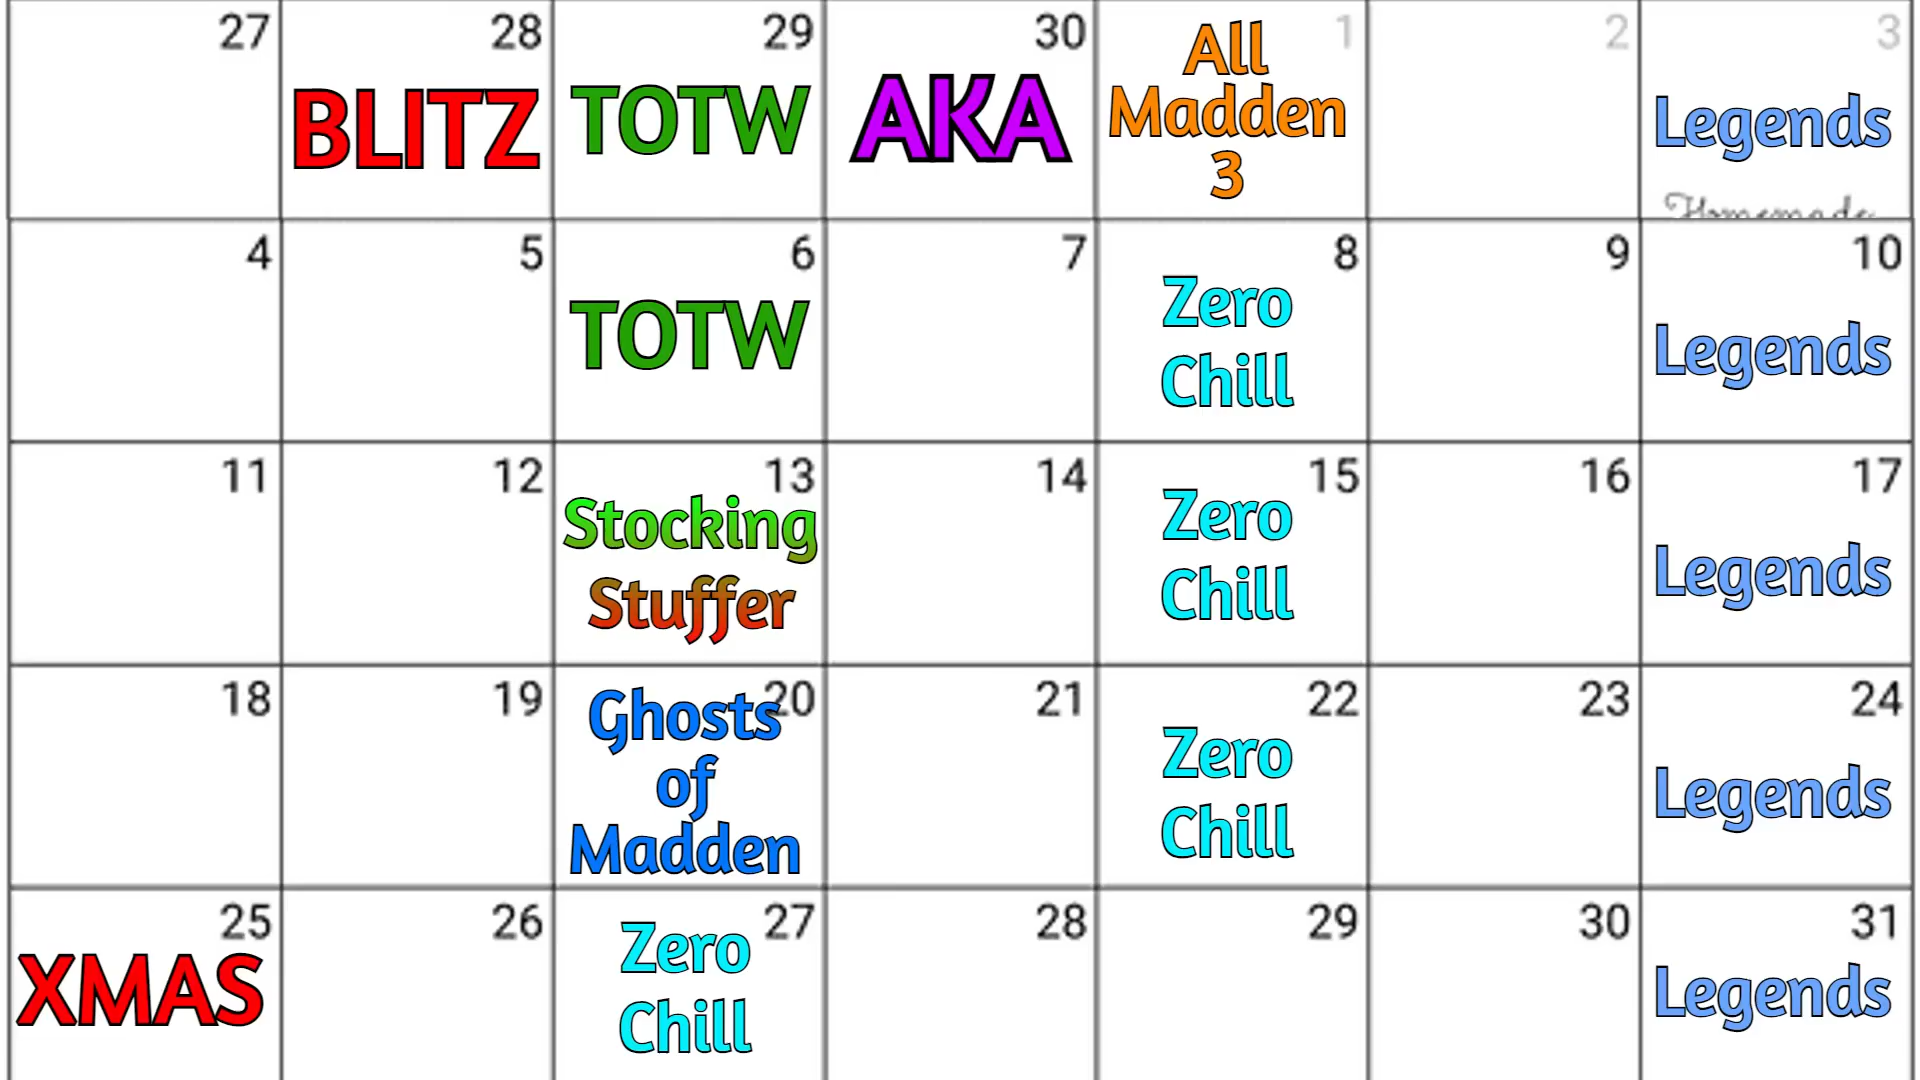 27 28 29 30 1 2 3
BLITZ TOTW AKA All Madden 3 Legends
Homemade
4 5 6 7 8 9 10
TOTW Zero Chill Legends
11 12 13 14 15 16 17
Stocking Stuffer Zero Chill Legends
18 19 20 21 22 23 24
Ghosts of Madden Zero Chill Legends
25 26 27 28 29 30 31
XMAS Zero Chill Legends